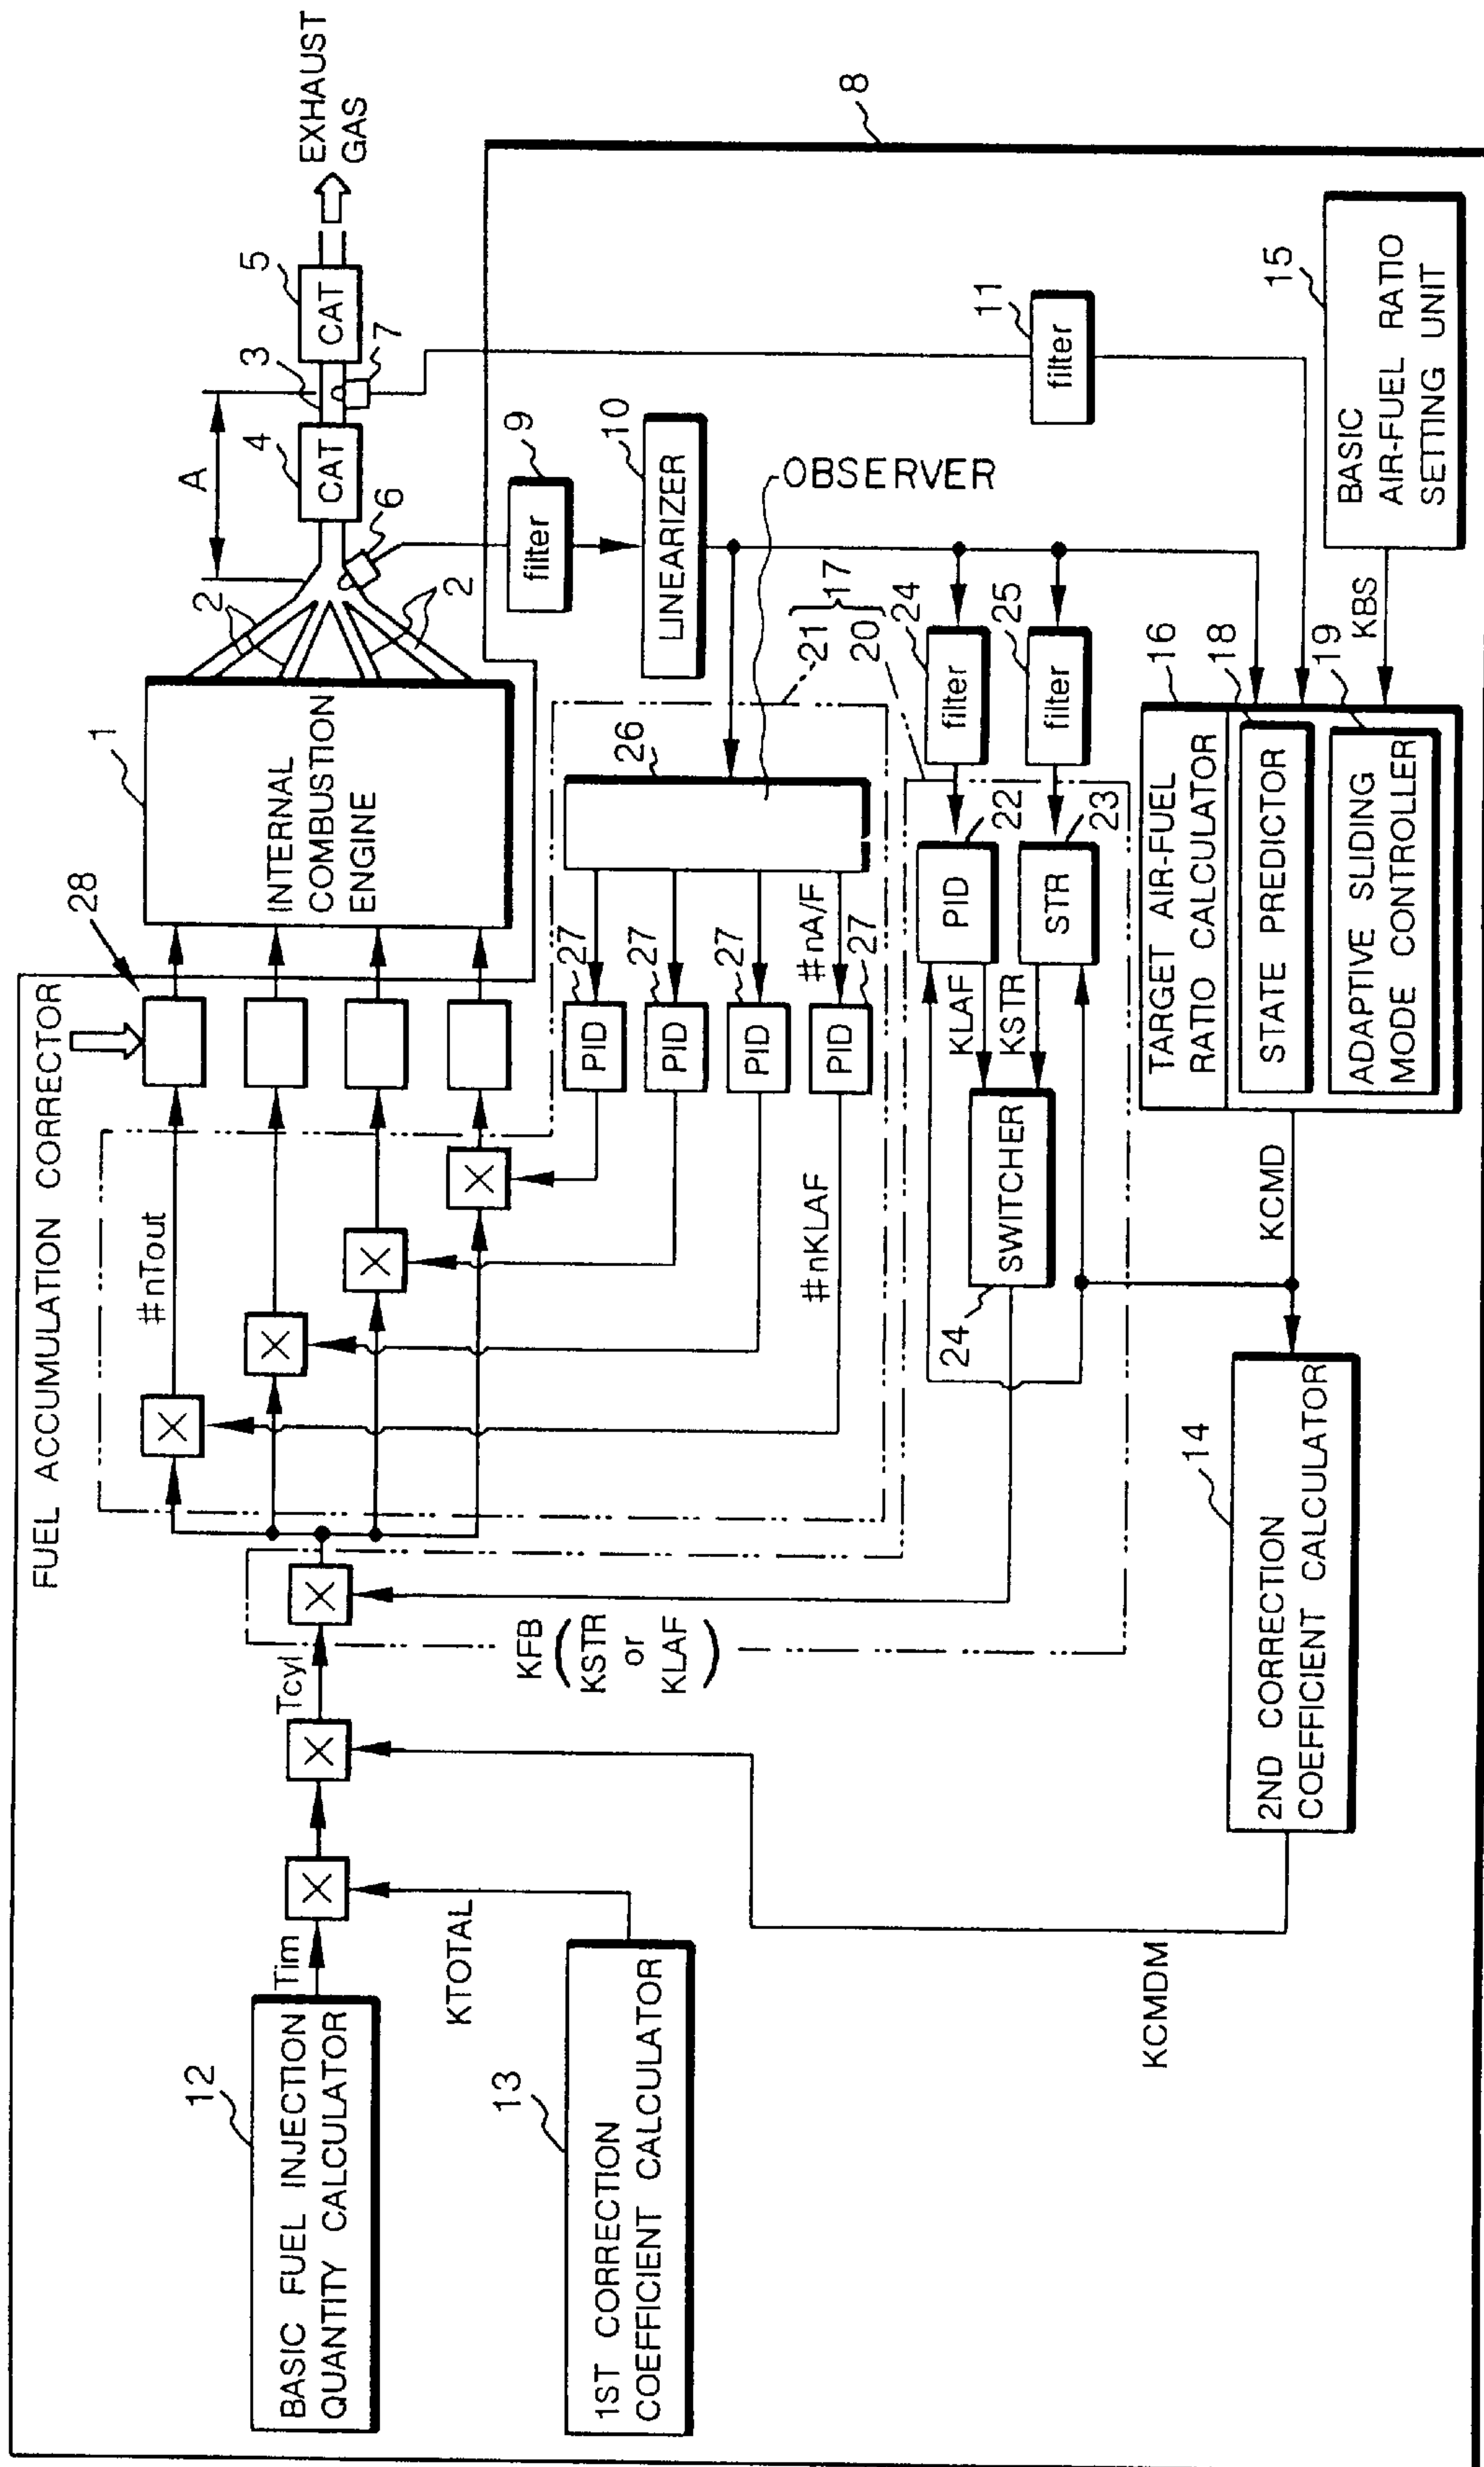 FUEL ACCUMULATION CORRECTOR
28
1
INTERNAL
COMBUSTION
ENGINE
2
2
A
4
CAT
3
5
CAT
6
7
EXHAUST
GAS
8
12
BASIC FUEL INJECTION
QUANTITY CALCULATOR
Tim
KTOTAL
13
1ST CORRECTION
COEFFICIENT CALCULATOR
Tcyl
KFB
(KSTR
or
KLAF)
#nTout
#nKLAF
PID
27
PID
27
PID
27
PID
27
#nA/F
26
OBSERVER
9
filter
10
LINEARIZER
11
filter
17
21
20
24
filter
25
filter
22
PID
23
STR
KLAF
KSTR
SWITCHER
24
KCMDM
14
2ND CORRECTION
COEFFICIENT CALCULATOR
KCMD
16
TARGET AIR-FUEL
RATIO CALCULATOR
18
STATE PREDICTOR
19
ADAPTIVE SLIDING
MODE CONTROLLER
KBS
15
BASIC
AIR-FUEL RATIO
SETTING UNIT